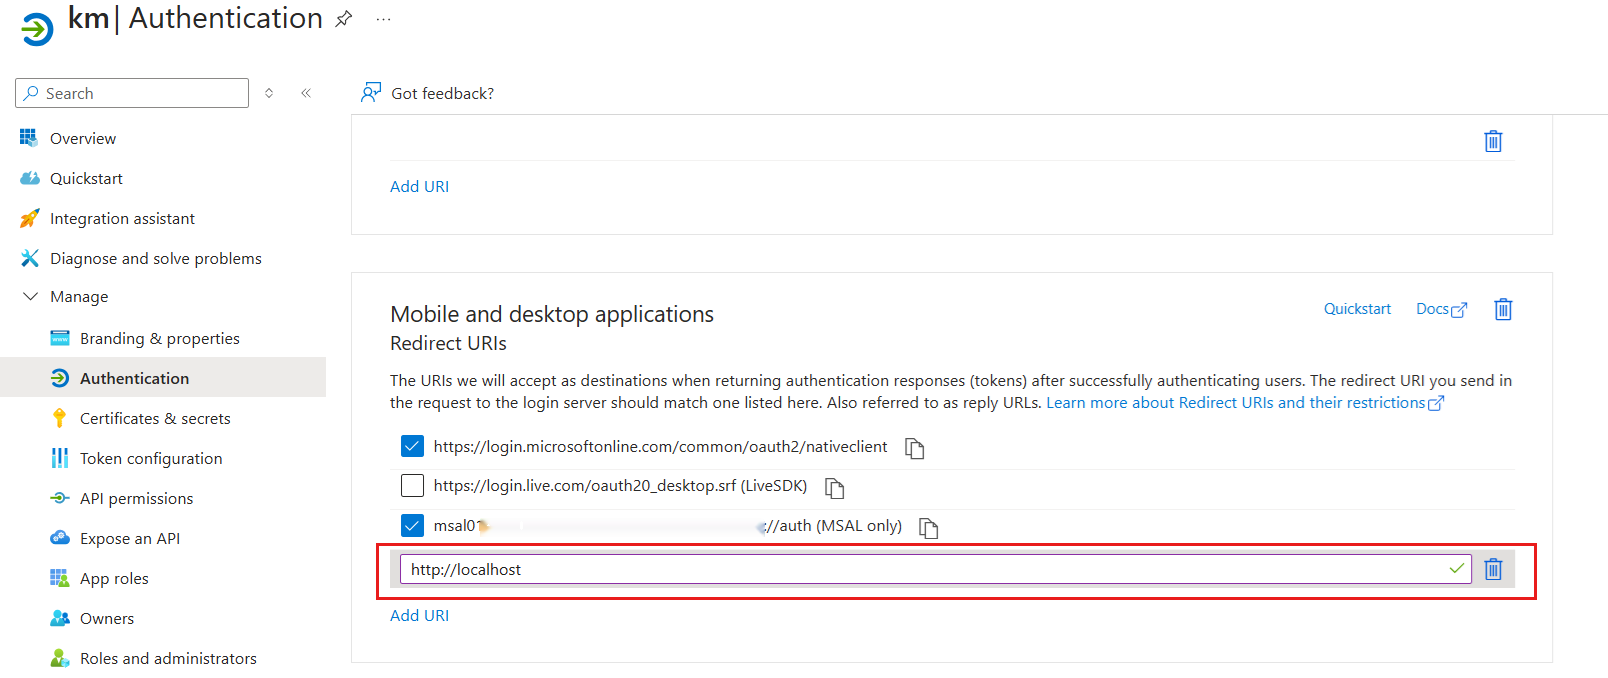 km | Authentication
Search
Got feedback?
Overview
Quickstart
Integration assistant
Diagnose and solve problems
Manage
Branding & properties
Authentication
Certificates & secrets
Token configuration
API permissions
Expose an API
App roles
Owners
Roles and administrators
Add URI
Mobile and desktop applications
Quickstart
Docs
Redirect URIs
The URIs we will accept as destinations when returning authentication responses (tokens) after successfully authenticating users. The redirect URI you send in
the request to the login server should match one listed here. Also referred to as reply URLs. Learn more about Redirect URIs and their restrictions
https://login.microsoftonline.com/common/oauth2/nativeclient
https://login.live.com/oauth20_desktop.srf (LiveSDK)
msal0 ://auth (MSAL only)
http://localhost
Add URI